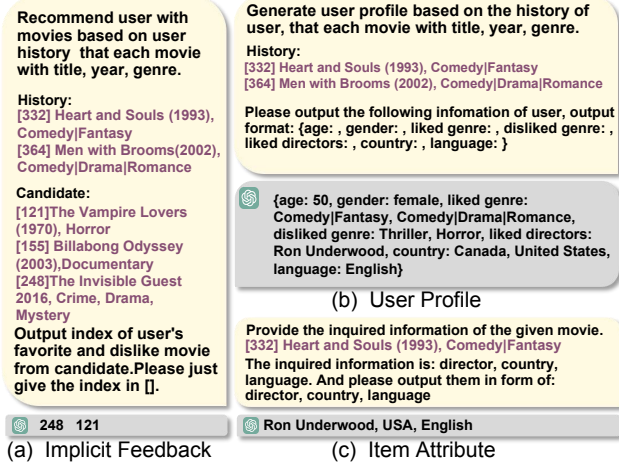 Recommend user with
movies based on user
history that each movie
with title, year, genre.
History:
[332] Heart and Souls (1993),
Comedy|Fantasy
[364] Men with Brooms(2002),
Comedy|Drama|Romance
Candidate:
[121]The Vampire Lovers
(1970), Horror
[155] Billabong Odyssey
(2003),Documentary
[248]The Invisible Guest
2016, Crime, Drama,
Mystery
Output index of user's
favorite and dislike movie
from candidate.Please just
give the index in [].
248 121
(a) Implicit Feedback
Generate user profile based on the history of
user, that each movie with title, year, genre.
History:
[332] Heart and Souls (1993), Comedy|Fantasy
[364] Men with Brooms (2002), Comedy|Drama|Romance
Please output the following infomation of user, output
format: {age: , gender: , liked genre: , disliked genre: ,
liked directors: , country: , language: }
{age: 50, gender: female, liked genre:
Comedy|Fantasy, Comedy|Drama|Romance,
disliked genre: Thriller, Horror, liked directors:
Ron Underwood, country: Canada, United States,
language: English}
(b) User Profile
Provide the inquired information of the given movie.
[332] Heart and Souls (1993), Comedy|Fantasy
The inquired information is: director, country,
language. And please output them in form of:
director, country, language
Ron Underwood, USA, English
(c) Item Attribute